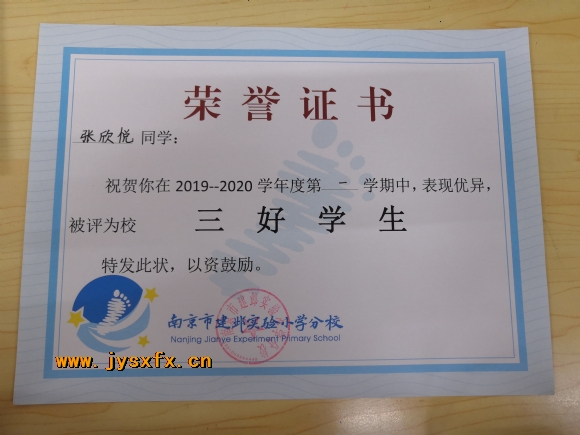 荣誉证书
张欣悦 同学：
祝贺你在 2019--2020 学年度第 二 学期中，表现优异，
被评为校 三好学生
特发此状，以资鼓励。
南京市建邺实验小学分校
Nanjing Jianye Experiment Primary School
www.jysxfx.cn